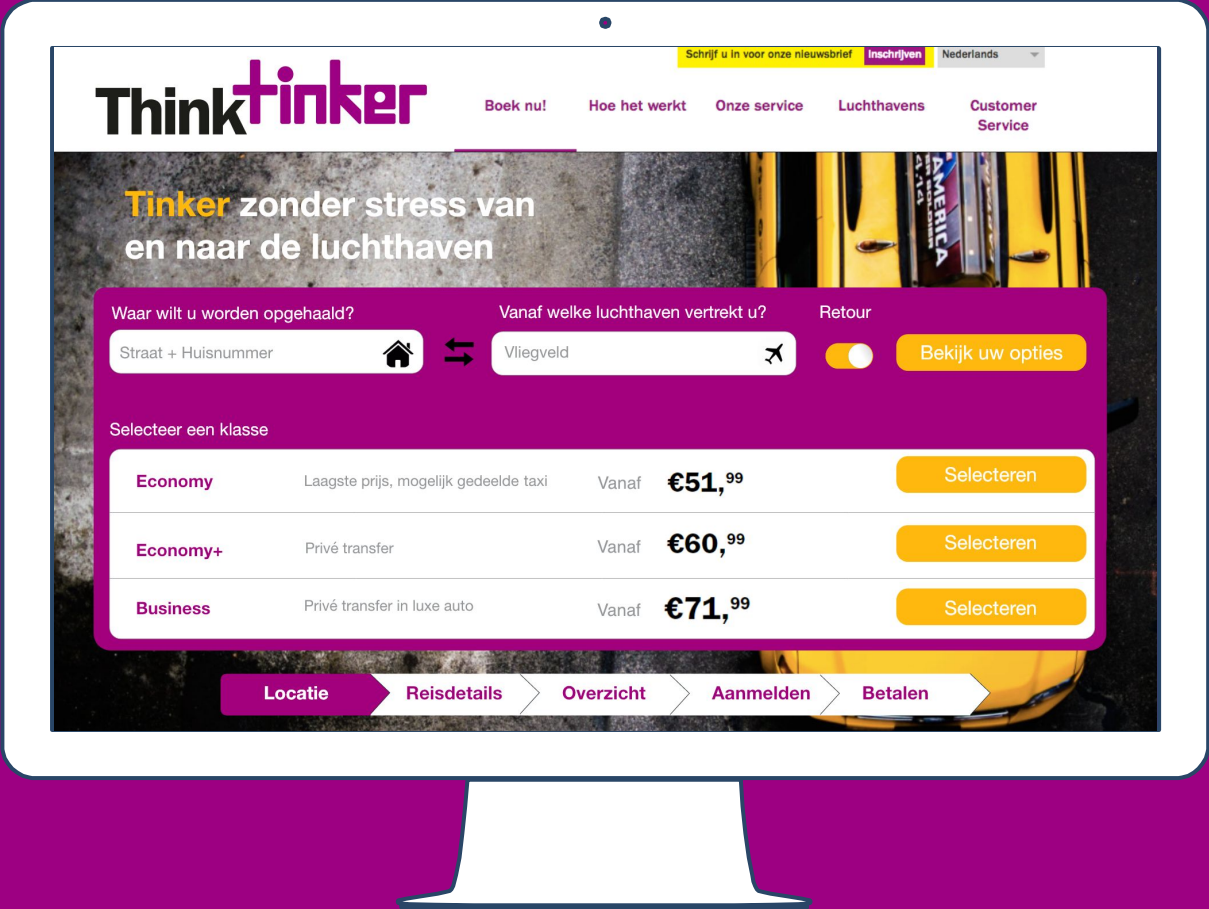 Schrijf u in voor onze nieuwsbrief Inschrijven Nederlands
Thinktinker
Boek nu! Hoe het werkt Onze service Luchthavens Customer Service
Tinker zonder stress van
en naar de luchthaven
AMERICA
4.14
Waar wilt u worden opgehaald? Vanaf welke luchthaven vertrekt u? Retour
Straat + Huisnummer Vliegveld Bekijk uw opties
Selecteer een klasse
Economy Laagste prijs, mogelijk gedeelde taxi Vanaf €51,99 Selecteren
Economy+ Privé transfer Vanaf €60,99 Selecteren
Business Privé transfer in luxe auto Vanaf €71,99 Selecteren
Locatie Reisdetails Overzicht Aanmelden Betalen